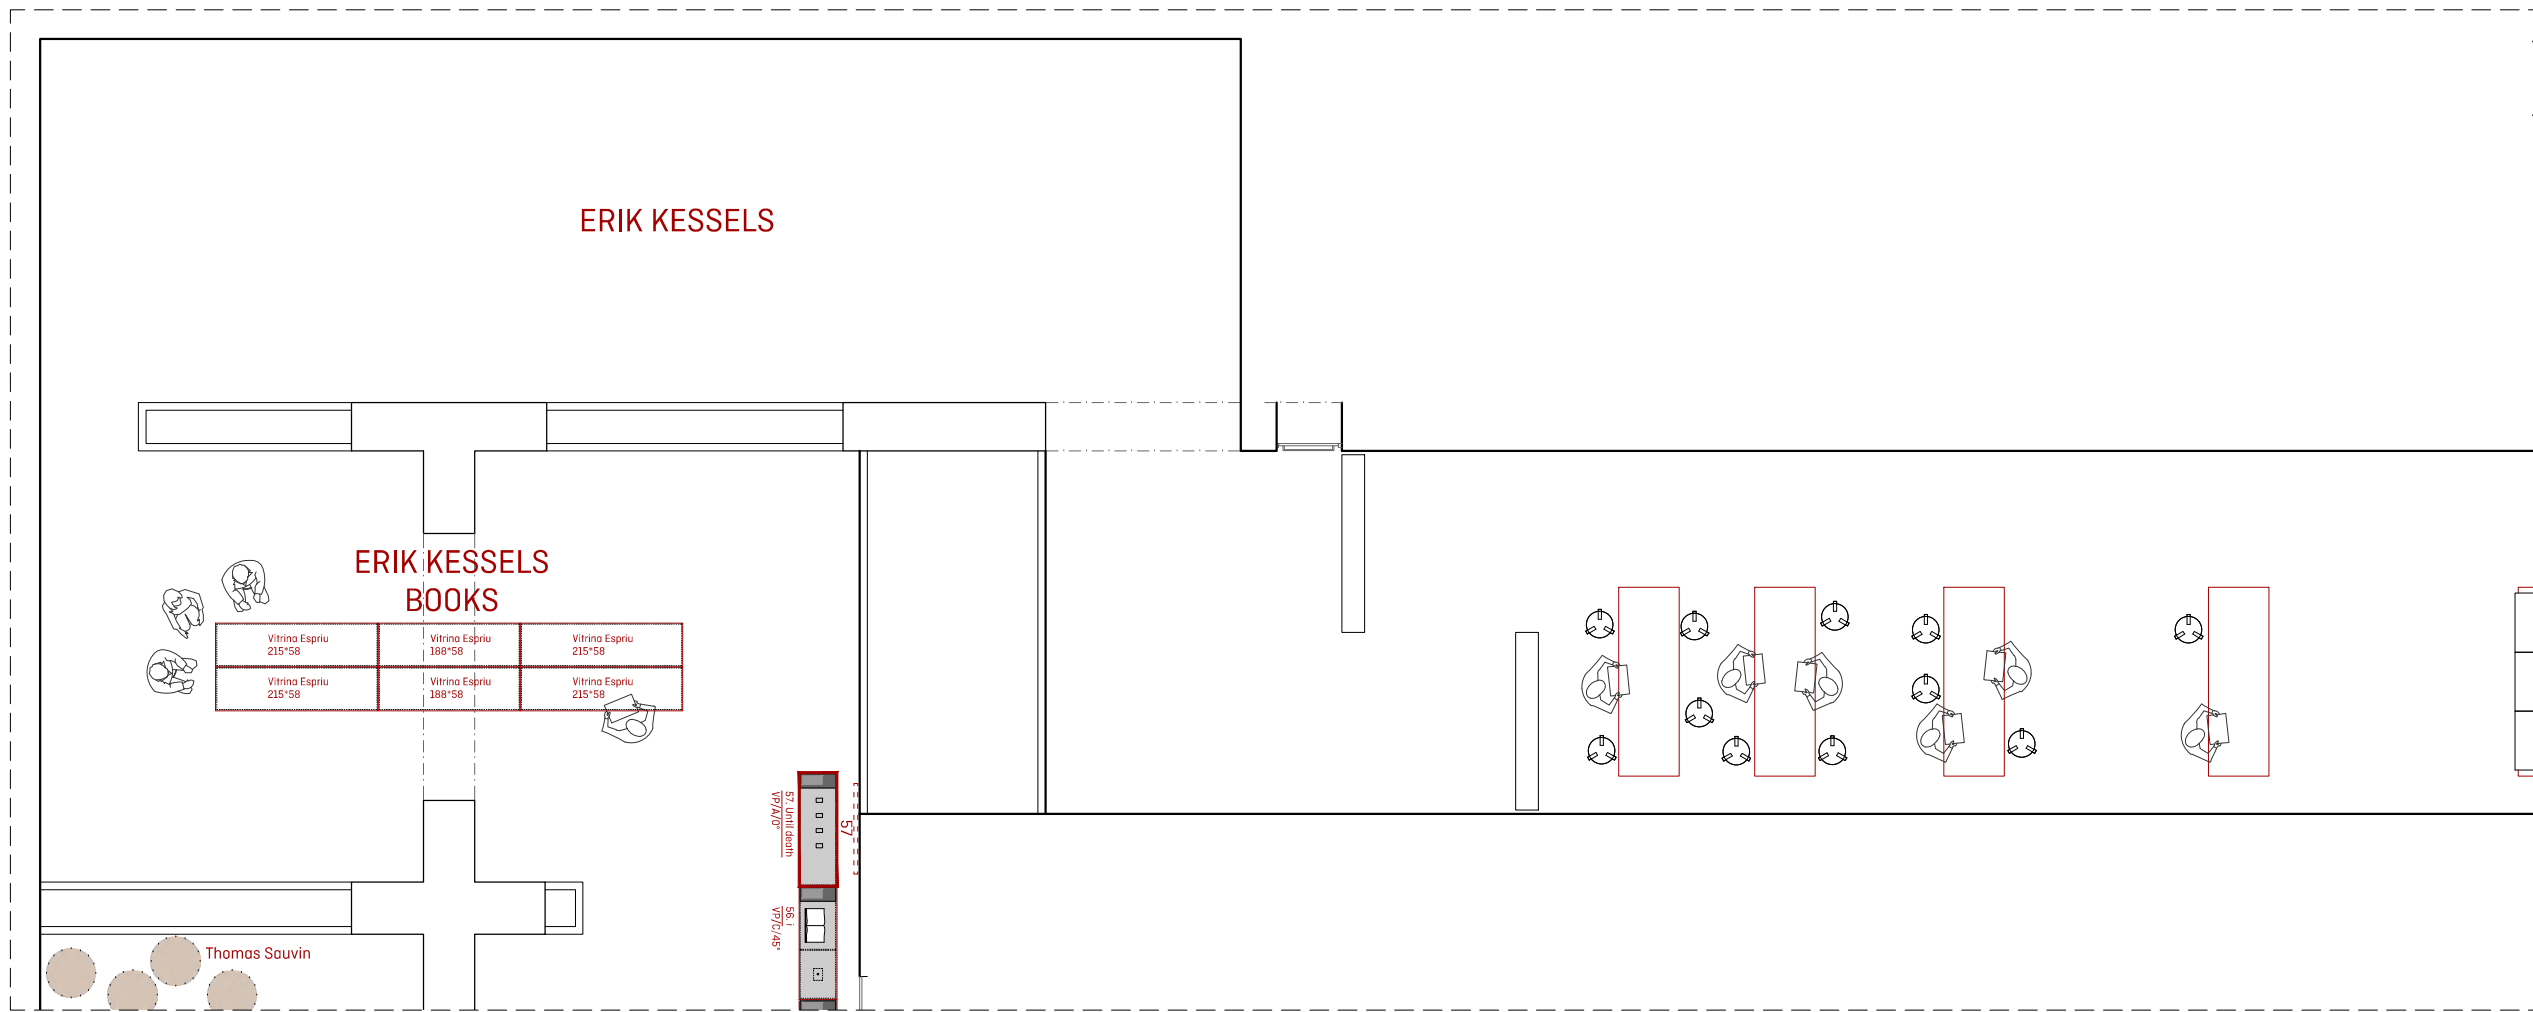 ERIK KESSELS
ERIK KESSELS
BOOKS
Vitrina Espriu
215*58
Vitrina Espriu
188*58
Vitrina Espriu
215*58
Vitrina Espriu
215*58
Vitrina Espriu
188*58
Vitrina Espriu
215*58
57. Until death
VP/A/0°
57
56. i
VP/C/45°
Thomas Sauvin